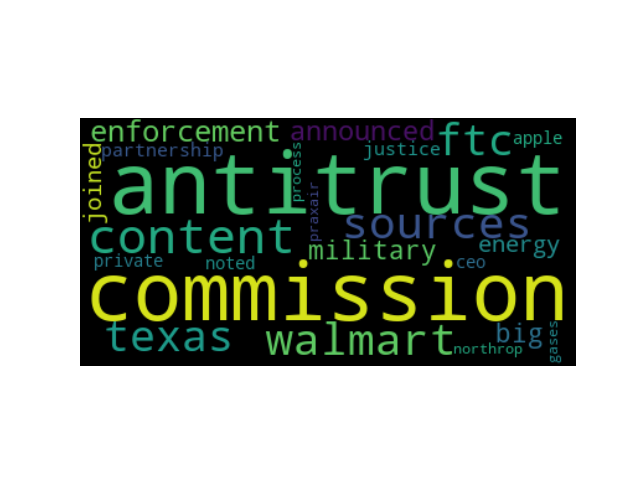 enforcement announced ftc apple
joined partnership process justice
antitrust
praxair
content sources
military energy
private noted ceo
commission
texas walmart big
northrop gases